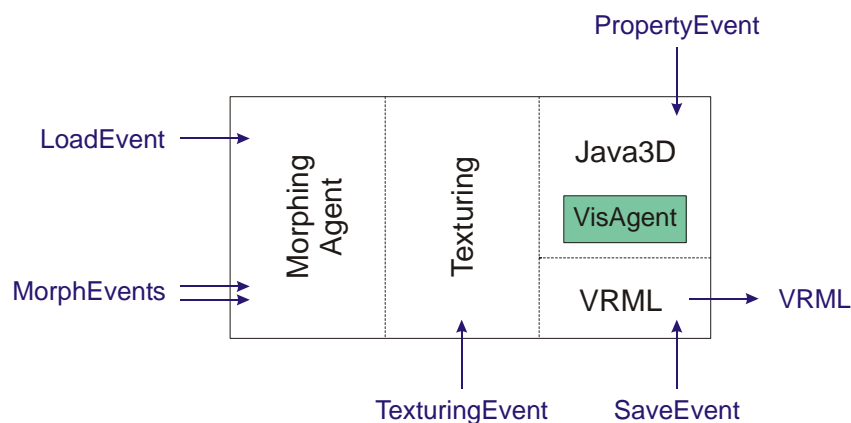 PropertyEvent
LoadEvent
Morphing
Agent
Texturing
Java3D
VisAgent
MorphEvents
VRML
VRML
TexturingEvent
SaveEvent